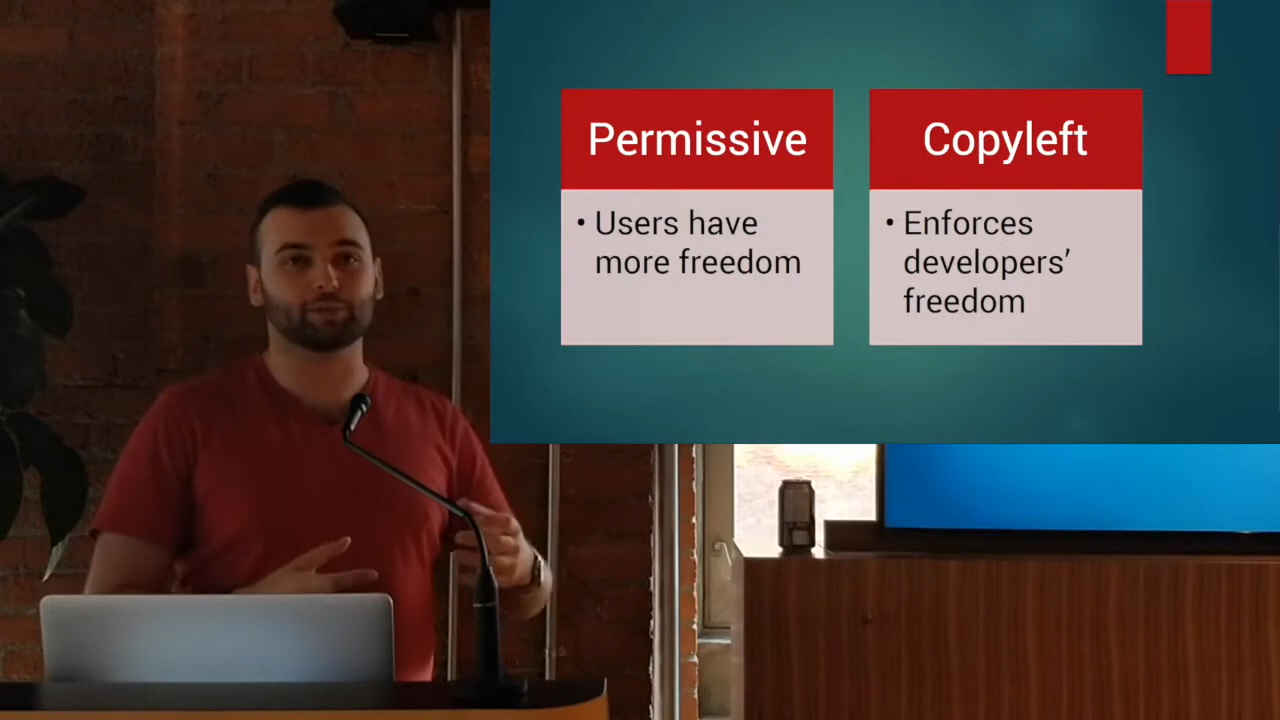 Permissive
• Users have
more freedom
Copyleft
• Enforces
developers’
freedom